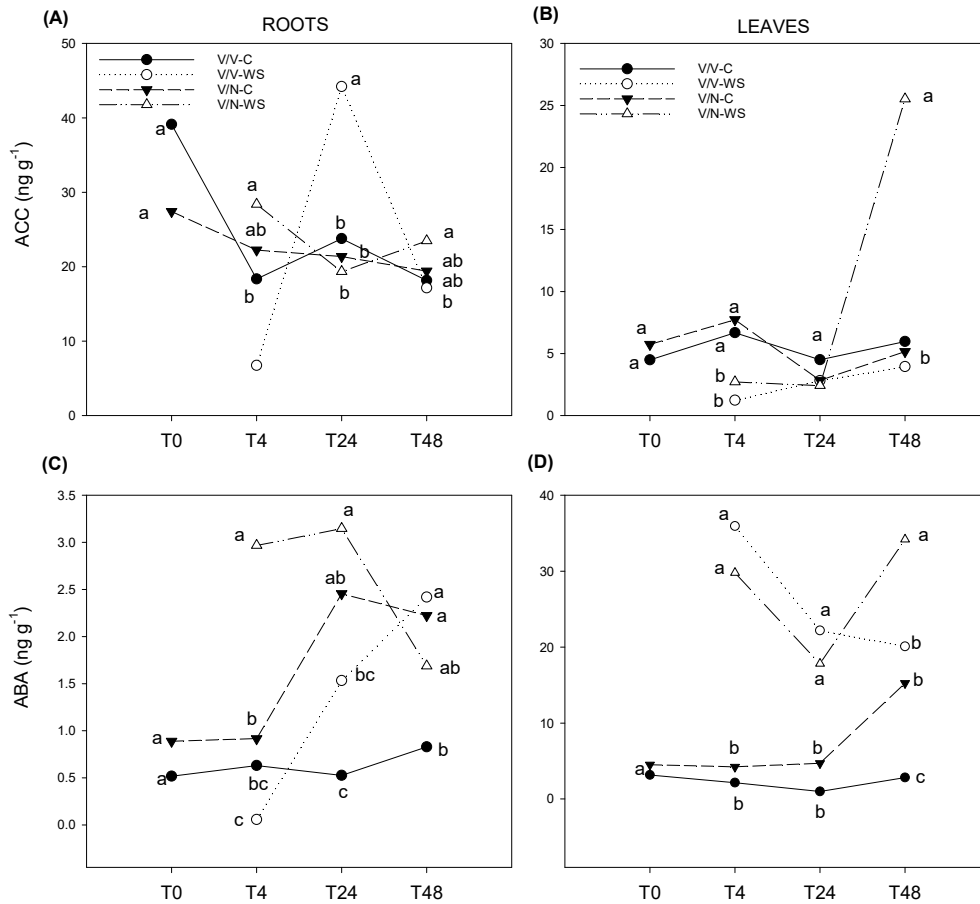 (A)
ROOTS
(B)
LEAVES
50
40
30
20
10
0
ACC (ng g-1)
V/V-C
V/V-WS
V/N-C
V/N-WS
a
a
a
ab
b
a
b
b
b
a
ab
ab
b
T0
T4
T24
T48
30
25
20
15
10
5
0
V/V-C
V/V-WS
V/N-C
V/N-WS
a
a
a
a
b
b
a
a
b
T0
T4
T24
T48
(C)
(D)
3.5
3.0
2.5
2.0
1.5
1.0
0.5
0.0
ABA (ng g-1)
a
a
a
b
bc
c
a
ab
bc
c
a
a
ab
b
T0
T4
T24
T48
40
30
20
10
0
a
a
a
b
b
a
a
b
b
a
b
b
c
T0
T4
T24
T48